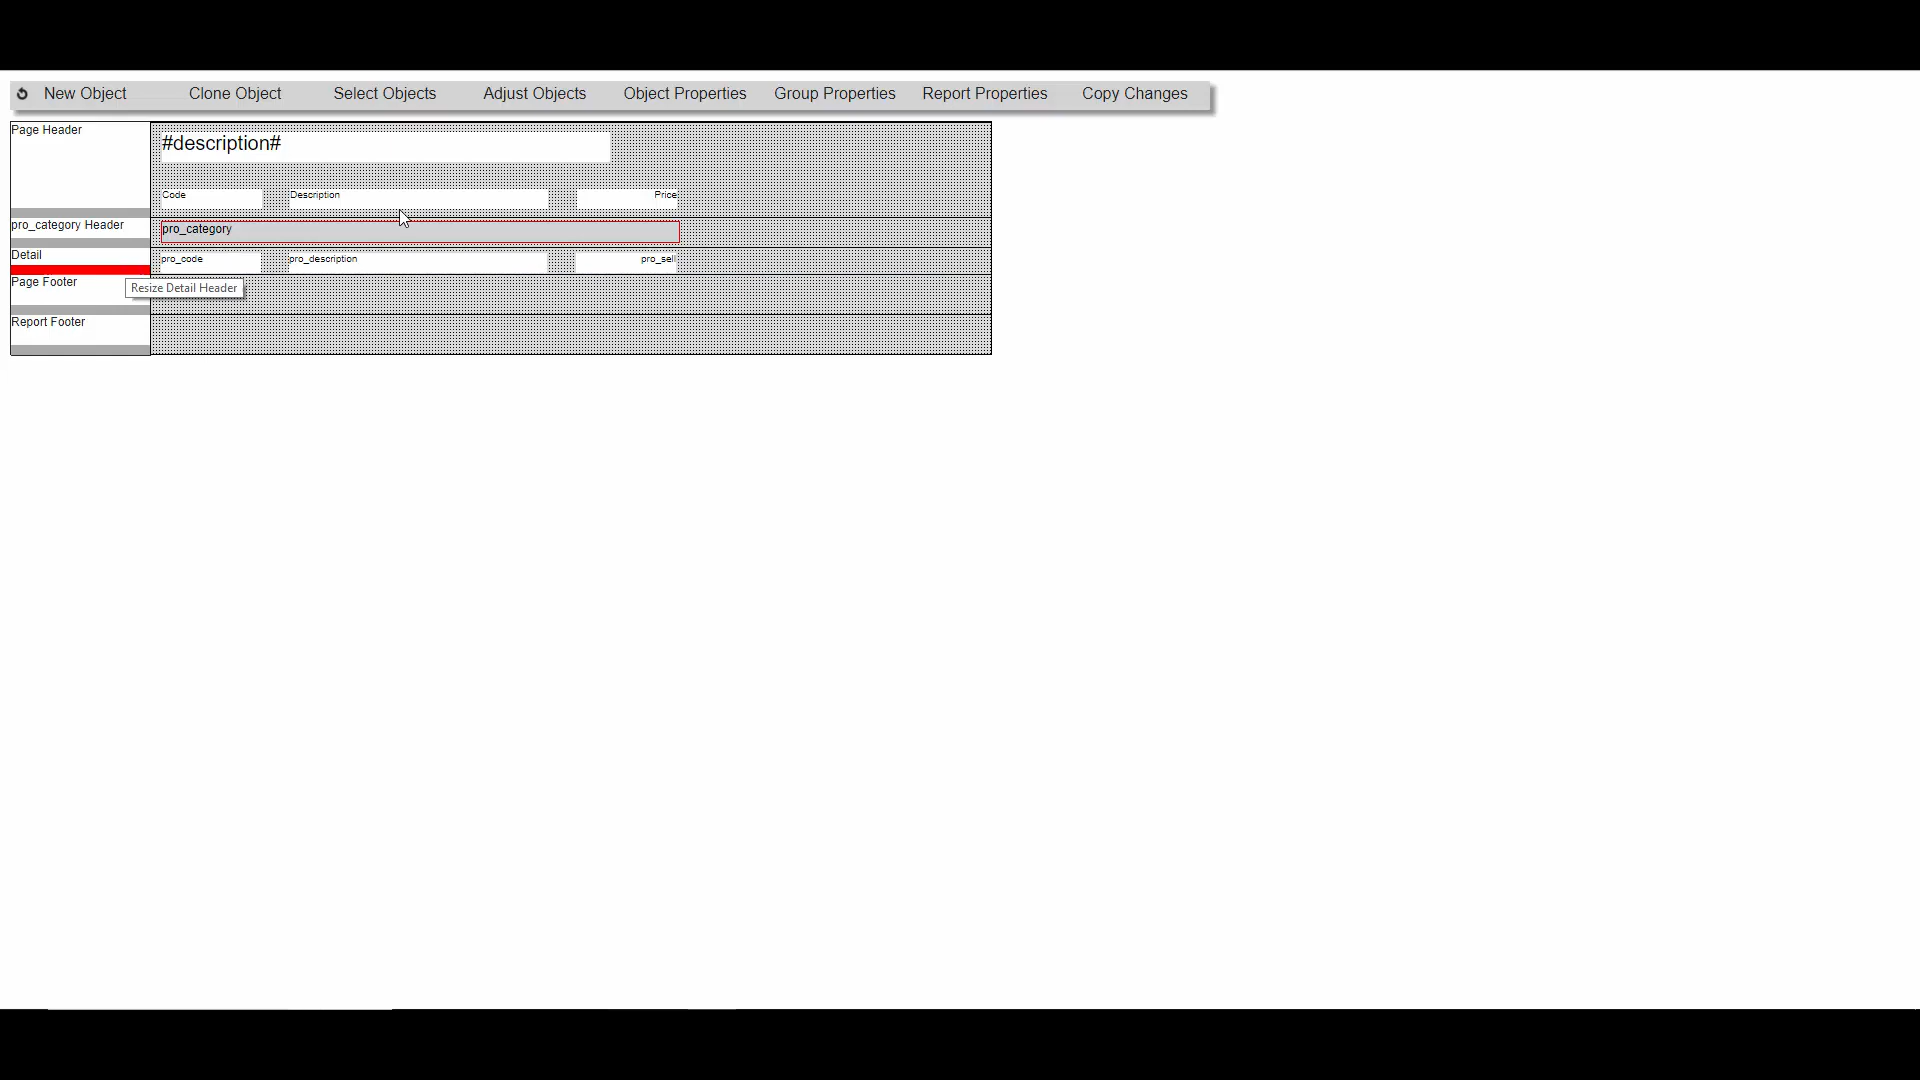 New Object Clone Object Select Objects Adjust Objects Object Properties Group Properties Report Properties Copy Changes
Page Header
#description#
Code Description Price
pro_category Header pro_category
Detail pro_code pro_description pro_sell
Page Footer
Resize Detail Header
Report Footer